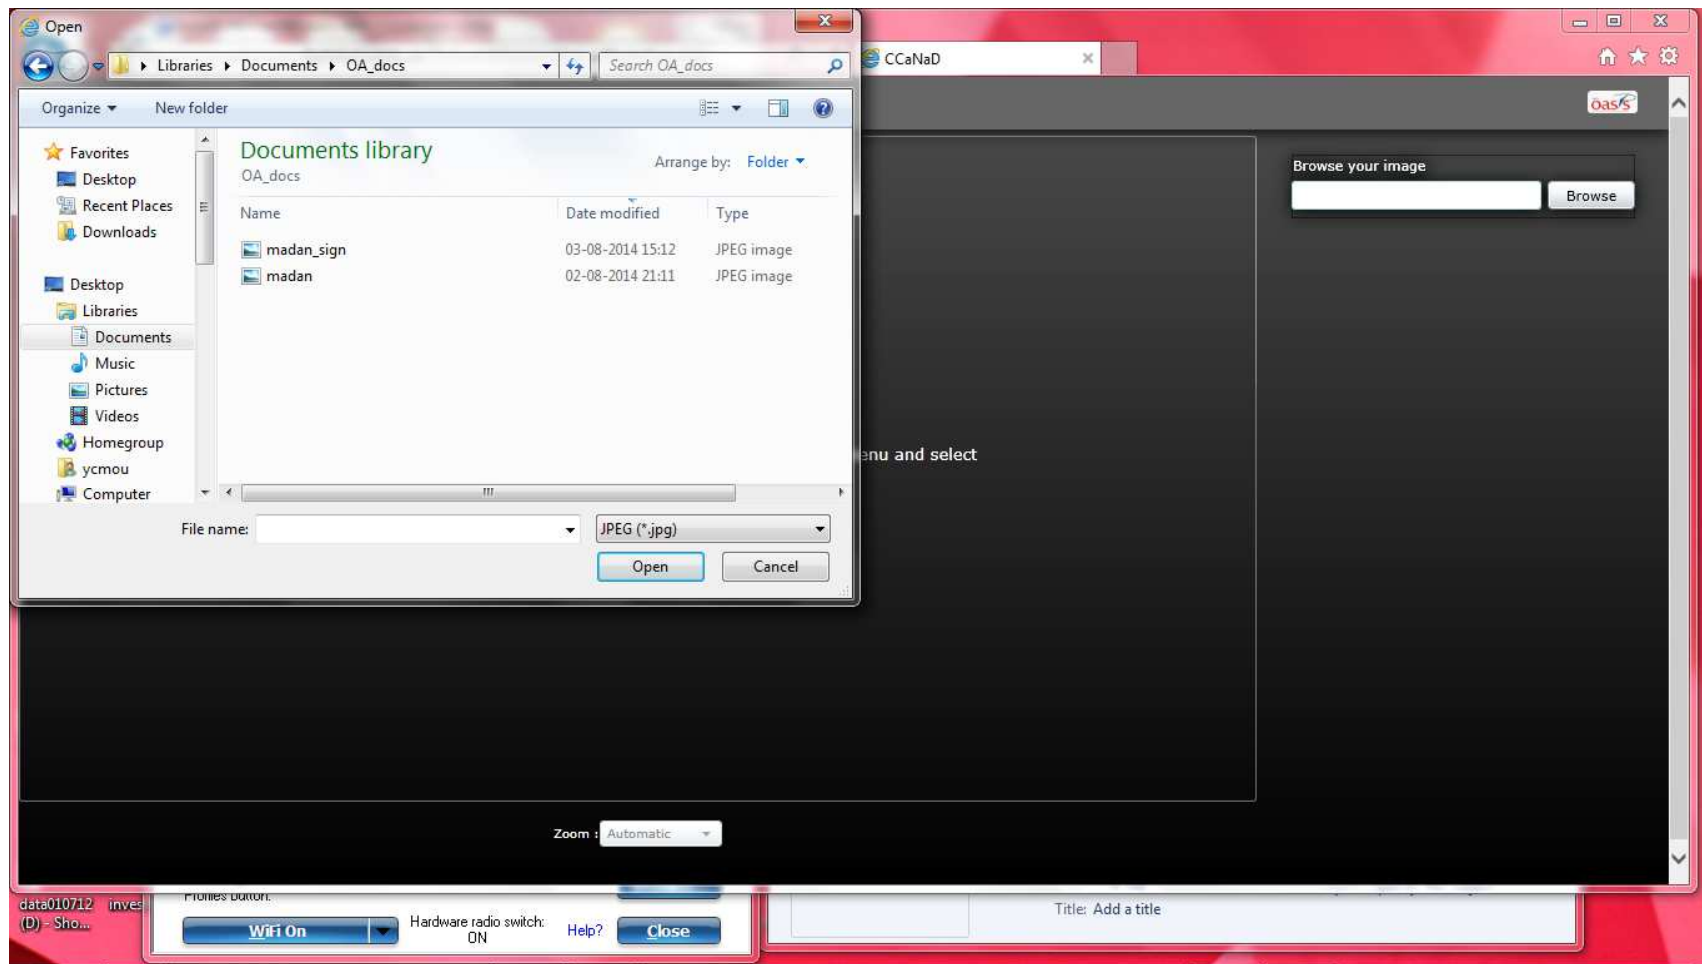 Open
Libraries Documents OA_docs
Search OA_docs
CCaNaD
Organize New folder
oasis
Favorites
Desktop
Recent Places
Downloads
Desktop
Libraries
Documents
Music
Pictures
Videos
Homegroup
ycmou
Computer
Documents library
OA_docs
Arrange by: Folder
Name Date modified Type
madan_sign 03-08-2014 15:12 JPEG image
madan 02-08-2014 21:11 JPEG image
File name: JPEG (*.jpg)
Open Cancel
Browse your image
Browse
enu and select
Zoom : Automatic
data010712 inves
(D) - Sho...
Profiles button.
WiFi On
Hardware radio switch:
ON
Help?
Close
Title: Add a title